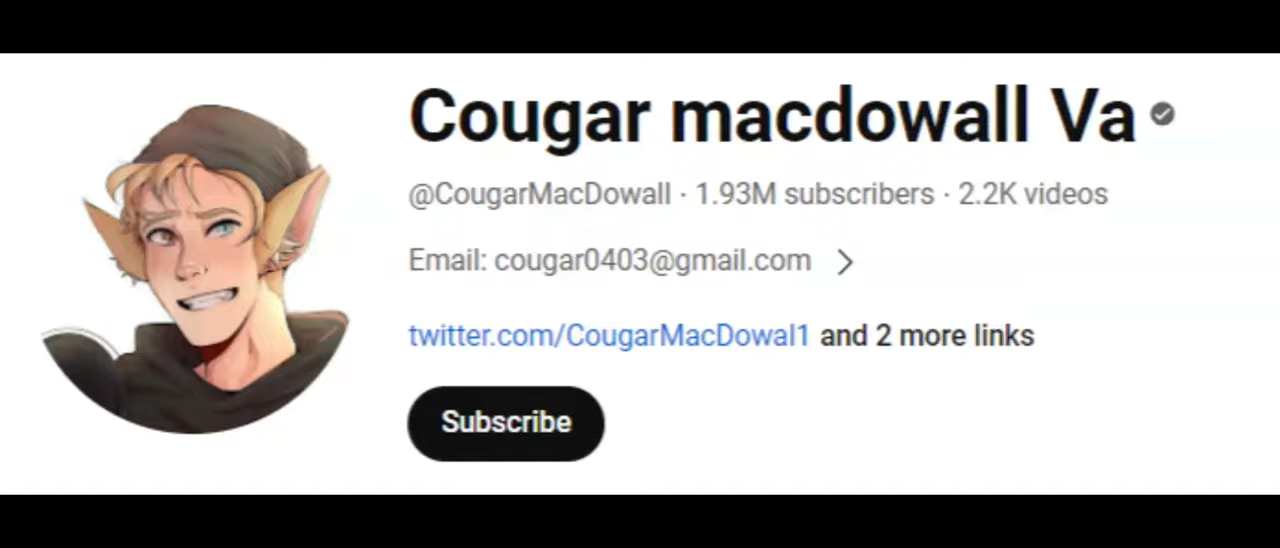 Cougar macdowall Va
@CougarMacDowall · 1.93M subscribers · 2.2K videos
Email: cougar0403@gmail.com
twitter.com/CougarMacDowal1 and 2 more links
Subscribe